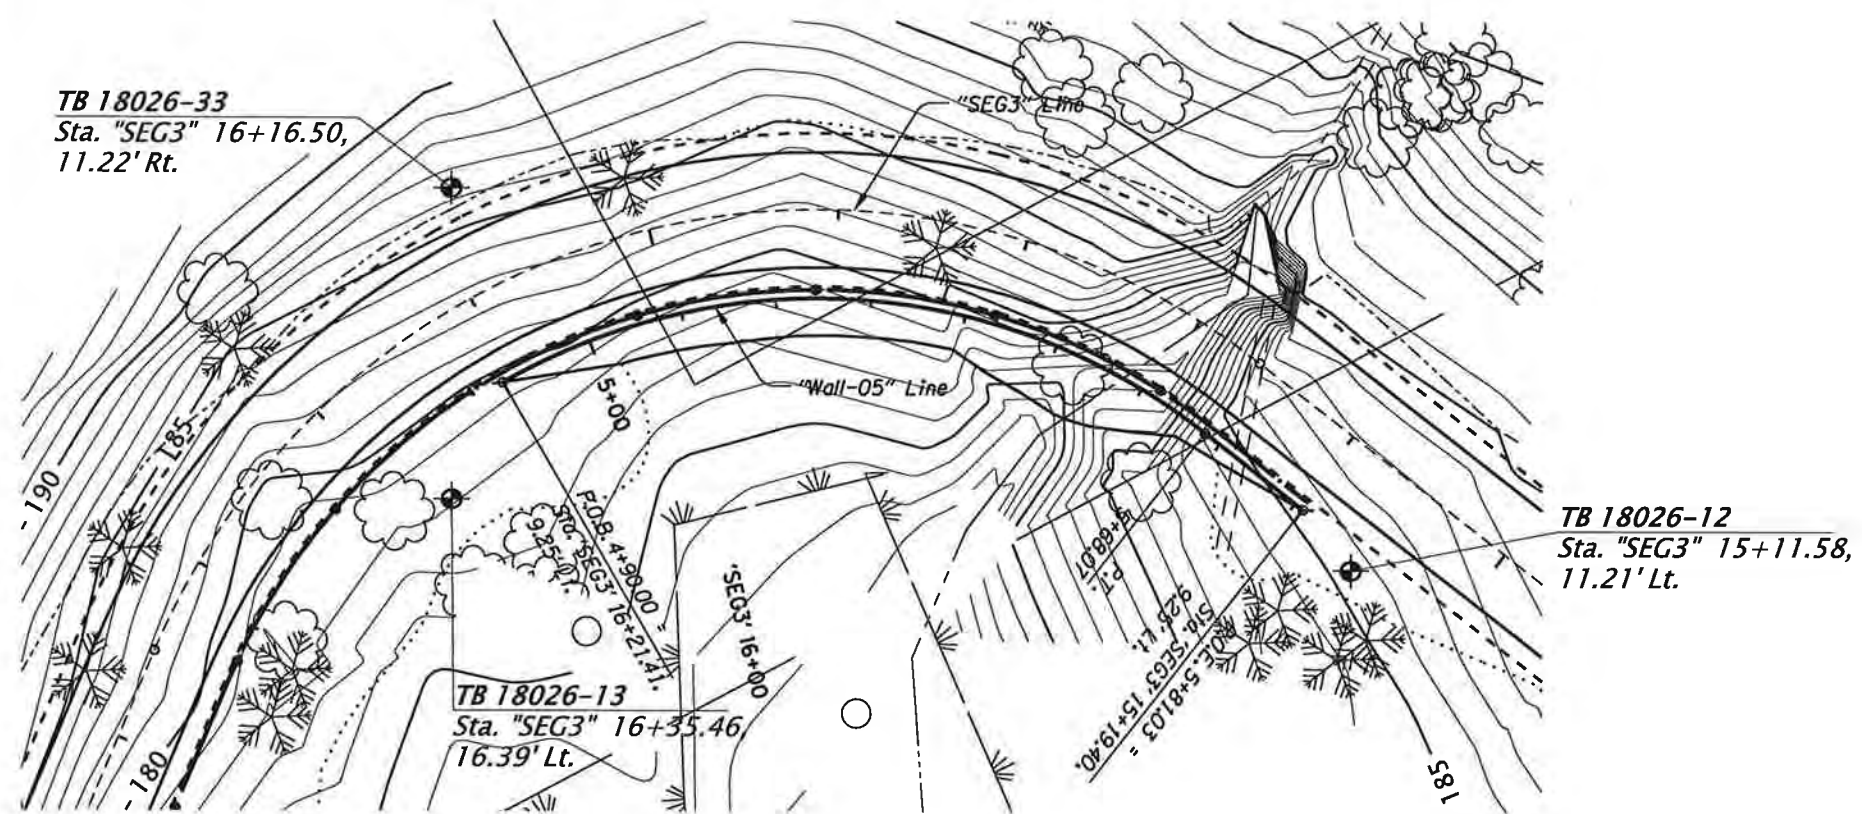 TB 18026-33
Sta. "SEG3" 16+16.50,
11.22' Rt.
"SEG3" Line
"Wall-05" Line
5+00
185
190
180
P.O.B. 4+90.00 =
Sta. 'SEG3' 16+21.41,
9.25' Lt.
'SEG3' 16+00
TB 18026-13
Sta. "SEG3" 16+35.46,
16.39' Lt.
5+68.07
P.T.
P.O.E. 5+81.03 =
Sta. 'SEG3' 15+19.40,
9.25' Lt.
TB 18026-12
Sta. "SEG3" 15+11.58,
11.21' Lt.
185